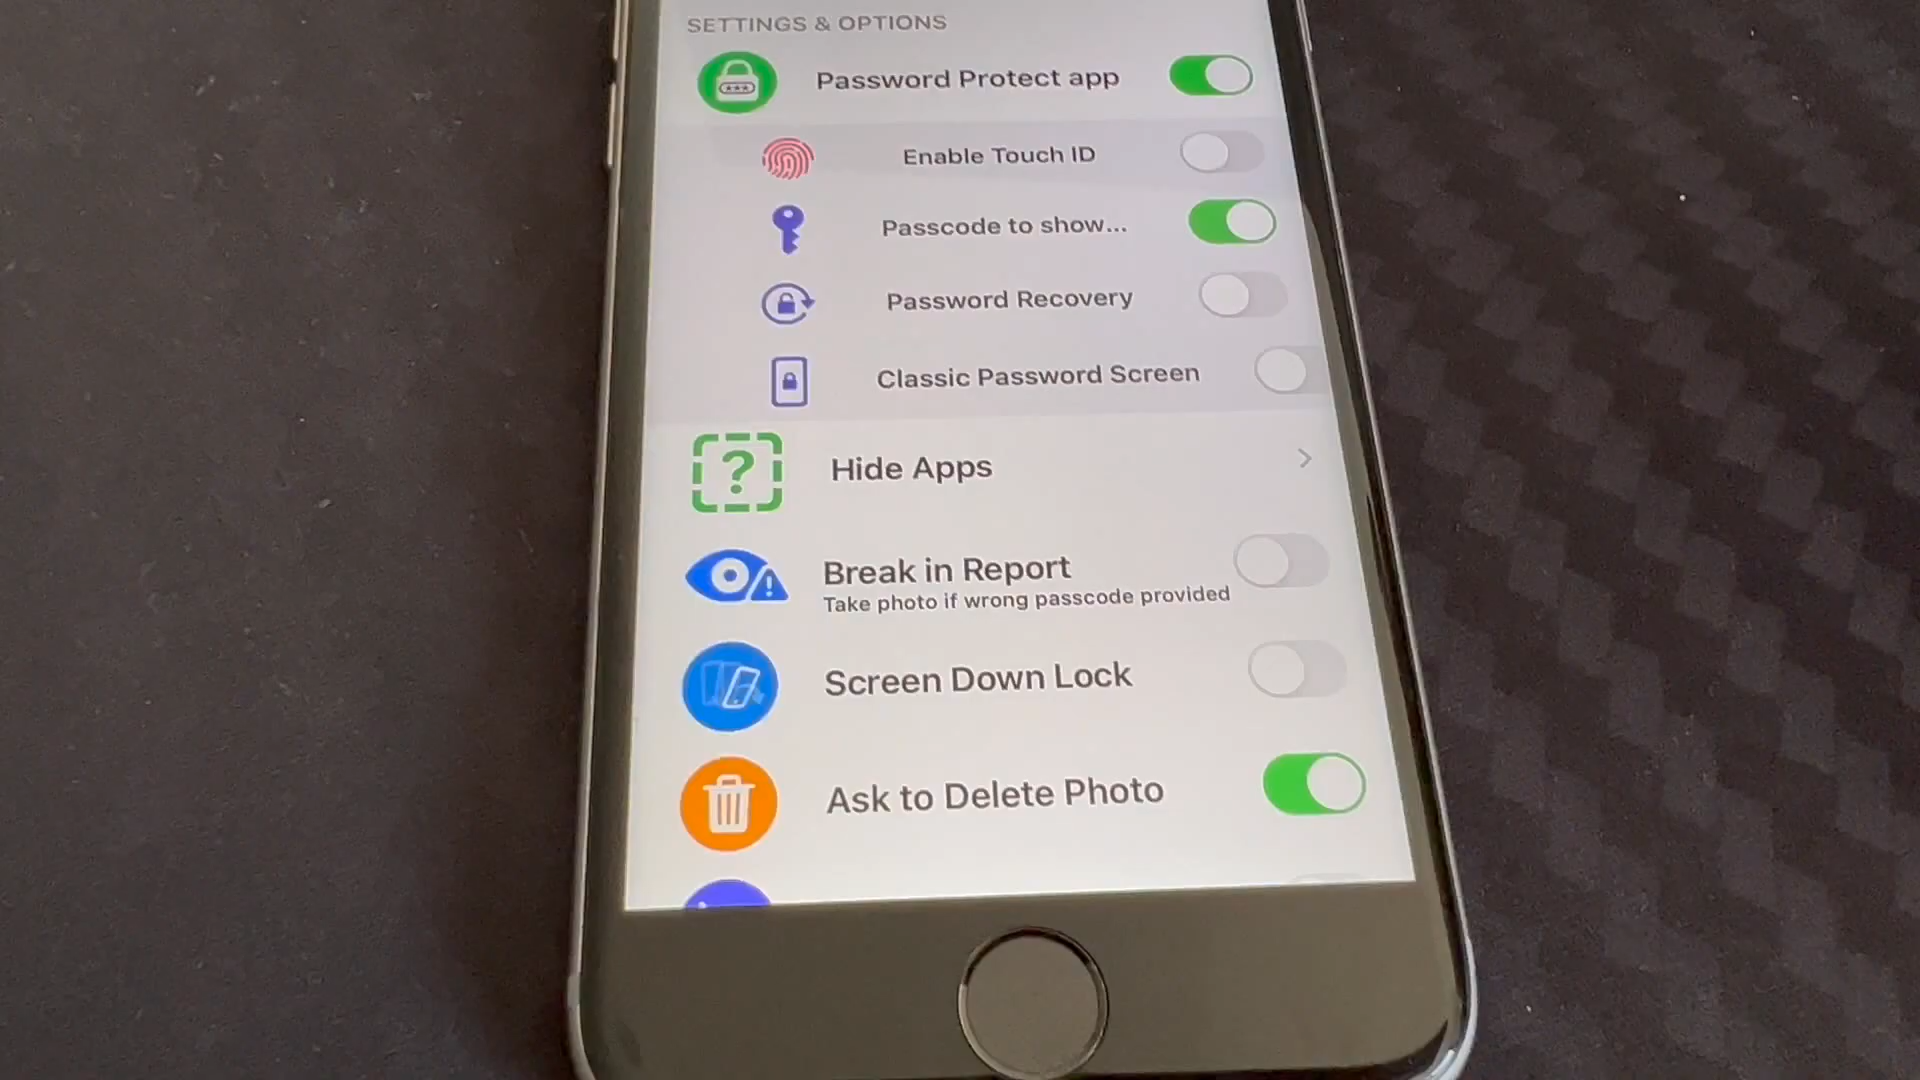 SETTINGS & OPTIONS
Password Protect app
Enable Touch ID
Passcode to show...
Password Recovery
Classic Password Screen
Hide Apps
Break in Report
Take photo if wrong passcode provided
Screen Down Lock
Ask to Delete Photo